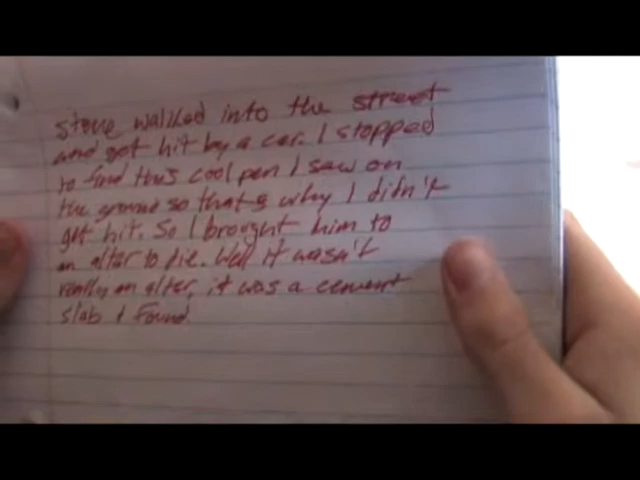 steve walked into the street
and got hit by a car. I stopped
to find this cool pen I saw on
the ground so that's why I didn't
get hit. So I brought him to
an alter to die. Well it wasn't
really an alter, it was a cement
slab I found.